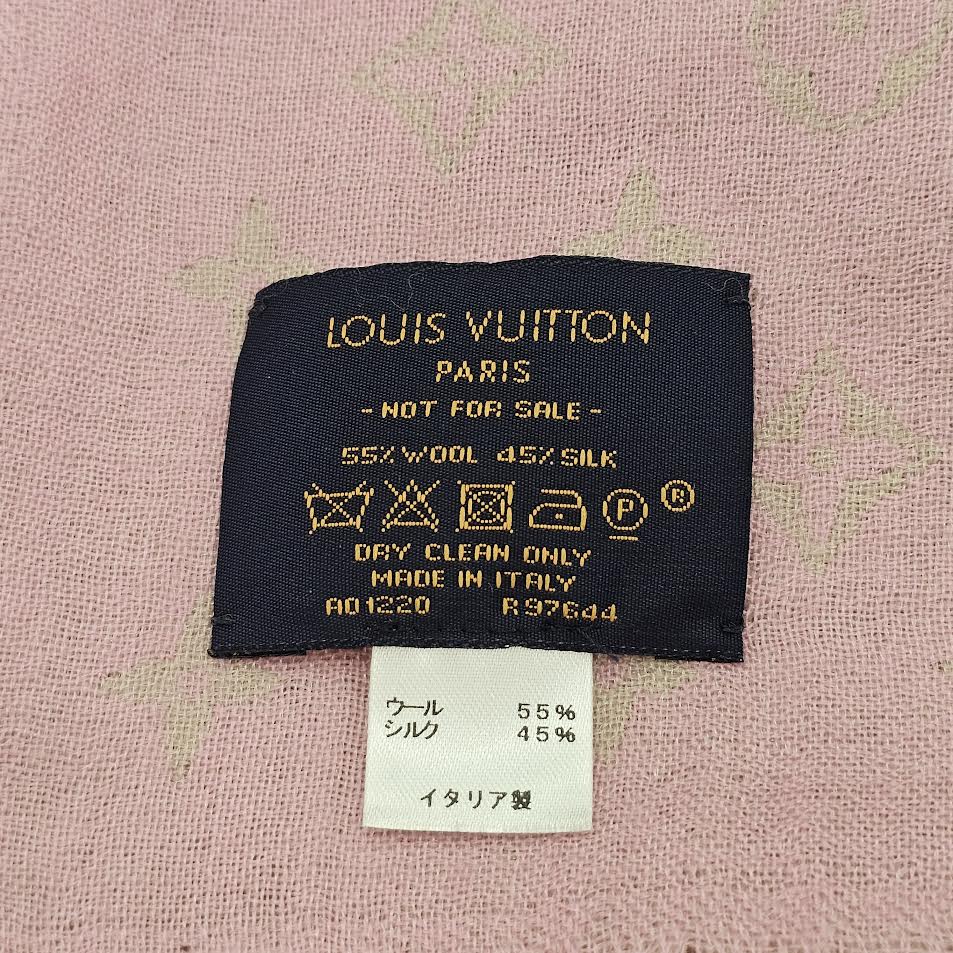 LOUIS VUITTON
PARIS
- NOT FOR SALE -
55% WOOL 45% SILK
P ®
DRY CLEAN ONLY
MADE IN ITALY
AO1220 R97644
ウール 55%
シルク 45%
イタリア製